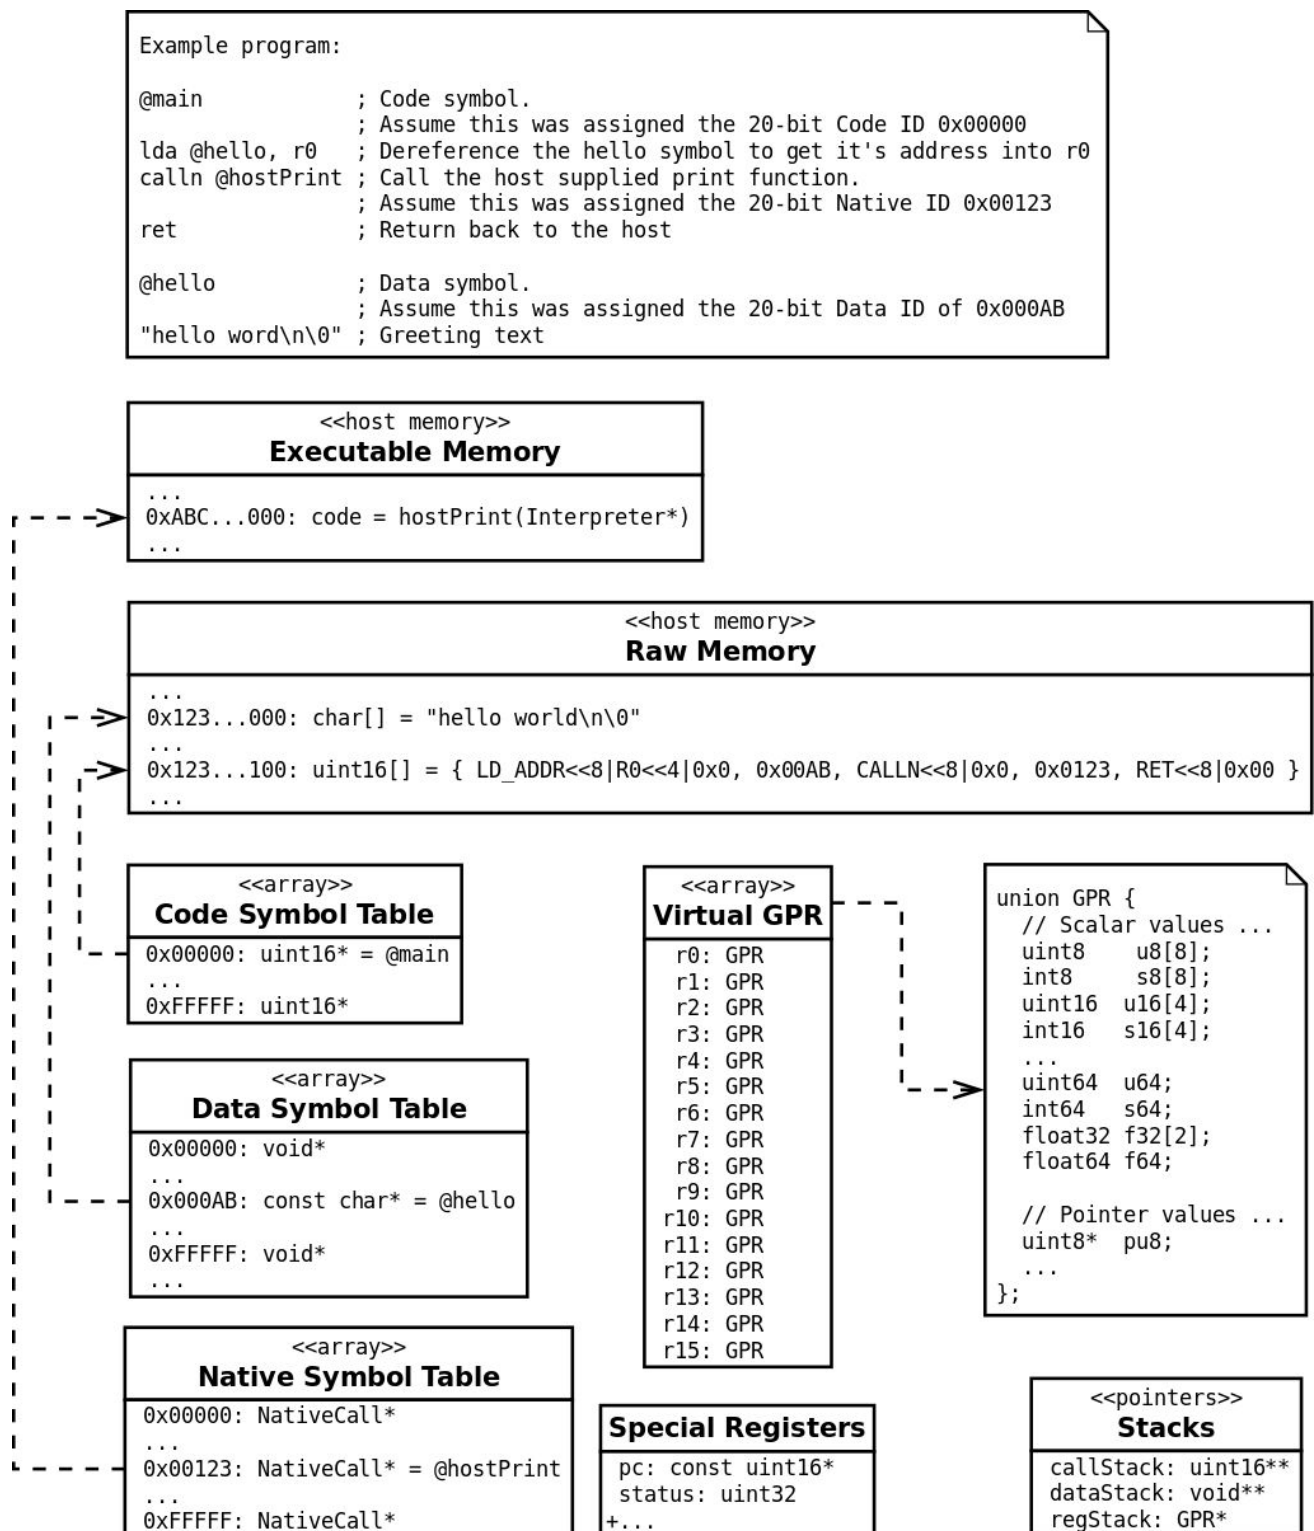 Example program:
@main ; Code symbol.
; Assume this was assigned the 20-bit Code ID 0x00000
lda @hello, r0 ; Dereference the hello symbol to get it's address into r0
calln @hostPrint ; Call the host supplied print function.
; Assume this was assigned the 20-bit Native ID 0x00123
ret ; Return back to the host
@hello ; Data symbol.
; Assume this was assigned the 20-bit Data ID of 0x000AB
"hello word\n\0" ; Greeting text
<<host memory>>
Executable Memory
...
0xABC...000: code = hostPrint(Interpreter*)
...
<<host memory>>
Raw Memory
...
0x123...000: char[] = "hello world\n\0"
...
0x123...100: uint16[] = { LD_ADDR<<8|R0<<4|0x0, 0x00AB, CALLN<<8|0x0, 0x0123, RET<<8|0x00 }
...
<<array>>
Code Symbol Table
0x00000: uint16* = @main
...
0xFFFFF: uint16*
<<array>>
Data Symbol Table
0x00000: void*
...
0x000AB: const char* = @hello
...
0xFFFFF: void*
...
<<array>>
Native Symbol Table
0x00000: NativeCall*
...
0x00123: NativeCall* = @hostPrint
...
0xFFFFF: NativeCall*
<<array>>
Virtual GPR
r0: GPR
r1: GPR
r2: GPR
r3: GPR
r4: GPR
r5: GPR
r6: GPR
r7: GPR
r8: GPR
r9: GPR
r10: GPR
r11: GPR
r12: GPR
r13: GPR
r14: GPR
r15: GPR
Special Registers
pc: const uint16*
status: uint32
+...
union GPR {
// Scalar values ...
uint8 u8[8];
int8 s8[8];
uint16 u16[4];
int16 s16[4];
...
uint64 u64;
int64 s64;
float32 f32[2];
float64 f64;
// Pointer values ...
uint8* pu8;
...
};
<<pointers>>
Stacks
callStack: uint16**
dataStack: void**
regStack: GPR*